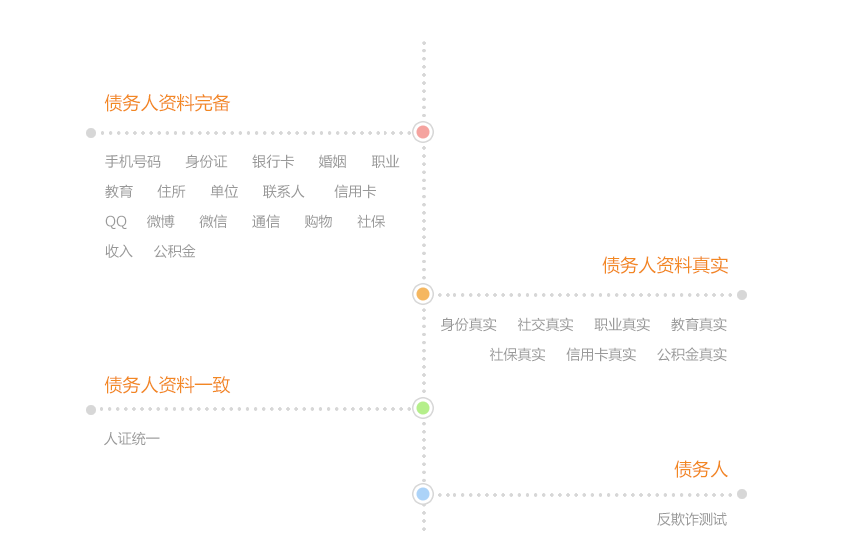 债务人资料完备
手机号码 身份证 银行卡 婚姻 职业
教育 住所 单位 联系人 信用卡
QQ 微博 微信 通信 购物 社保
收入 公积金
债务人资料真实
身份真实 社交真实 职业真实 教育真实
社保真实 信用卡真实 公积金真实
债务人资料一致
人证统一
债务人
反欺诈测试